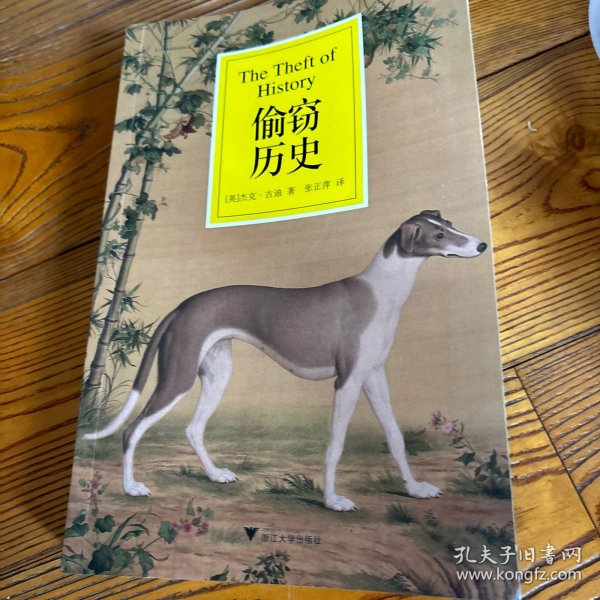 The Theft of
History
偷窃
历史
[英]杰克·古迪 著 张正萍 译
浙江大学出版社
孔夫子旧书网
www.kongfz.com